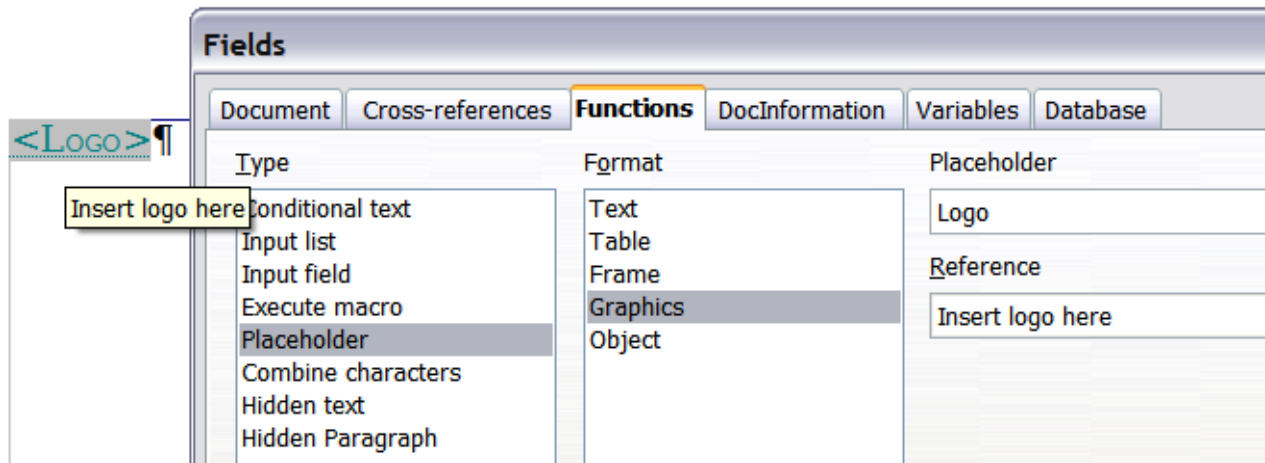 Fields
Document Cross-references Functions DocInformation Variables Database
<Logo>¶
Insert logo here
Type
Conditional text
Input list
Input field
Execute macro
Placeholder
Combine characters
Hidden text
Hidden Paragraph
Format
Text
Table
Frame
Graphics
Object
Placeholder
Logo
Reference
Insert logo here